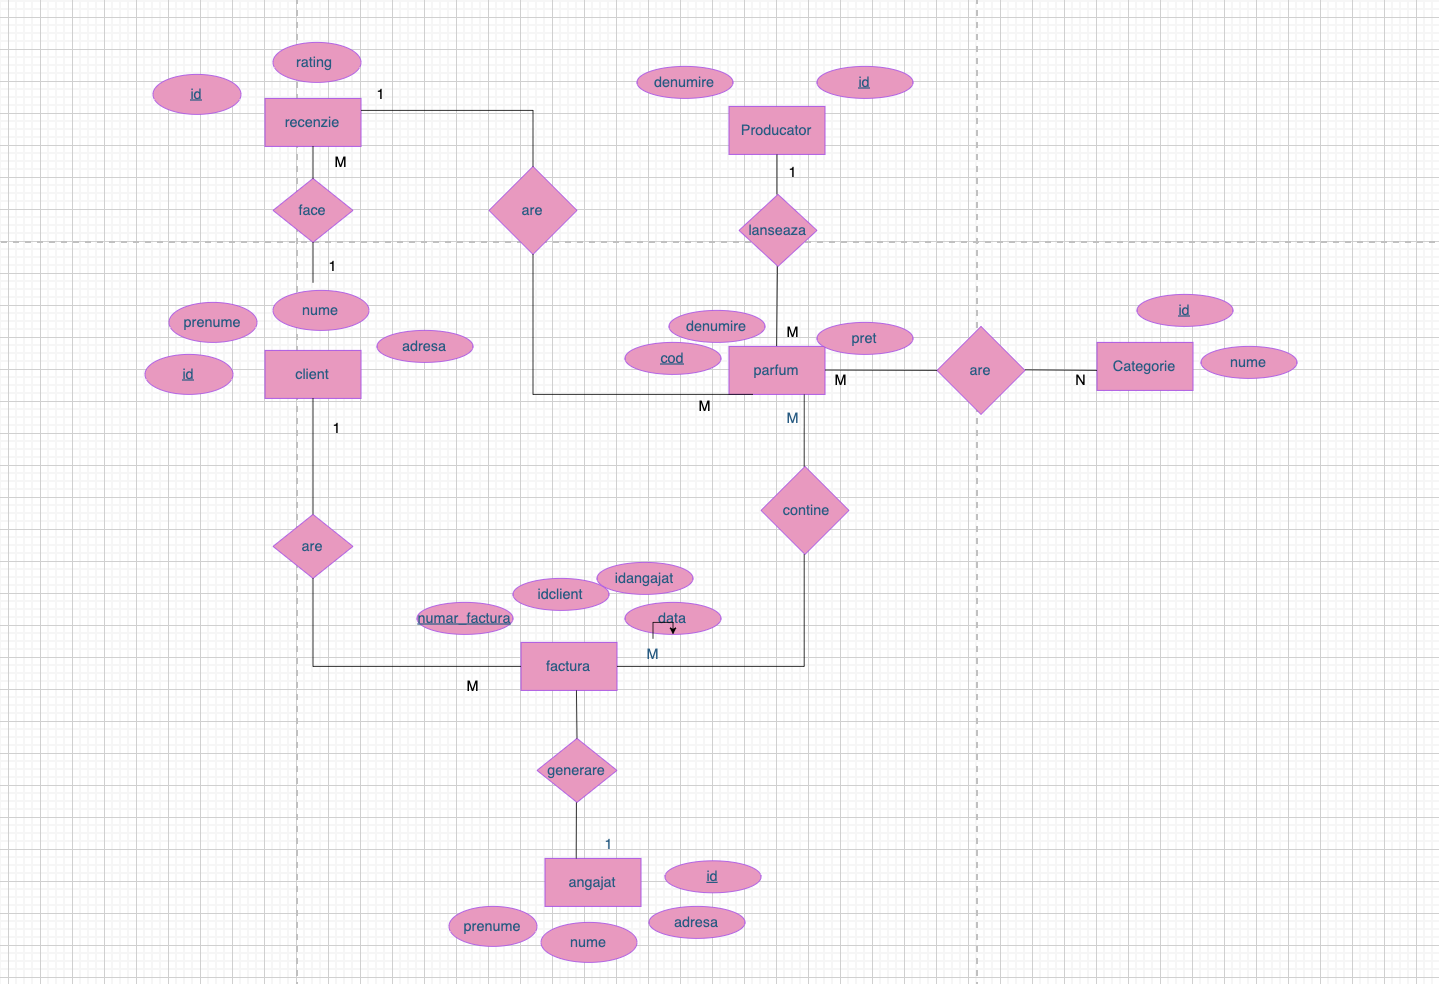 rating
id
recenzie
1
M
face
1
are
denumire
id
Producator
1
lanseaza
M
prenume
nume
adresa
id
client
1
denumire
cod
pret
parfum
M
M
M
are
N
id
Categorie
nume
contine
are
idangajat
idclient
numar_factura
data
M
factura
M
generare
1
angajat
id
adresa
prenume
nume